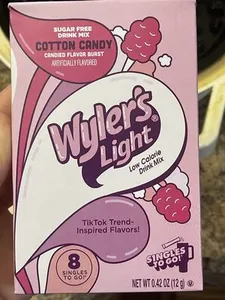 SUGAR FREE
DRINK MIX
COTTON CANDY
CANDIED FLAVOR BURST
ARTIFICIALLY FLAVORED
Wyler's®
Light
Low Calorie
Drink Mix
TikTok Trend-
Inspired Flavors!
8
SINGLES
TO GO!
SINGLES
TO GO!
NET WT 0.42 OZ (12 g)